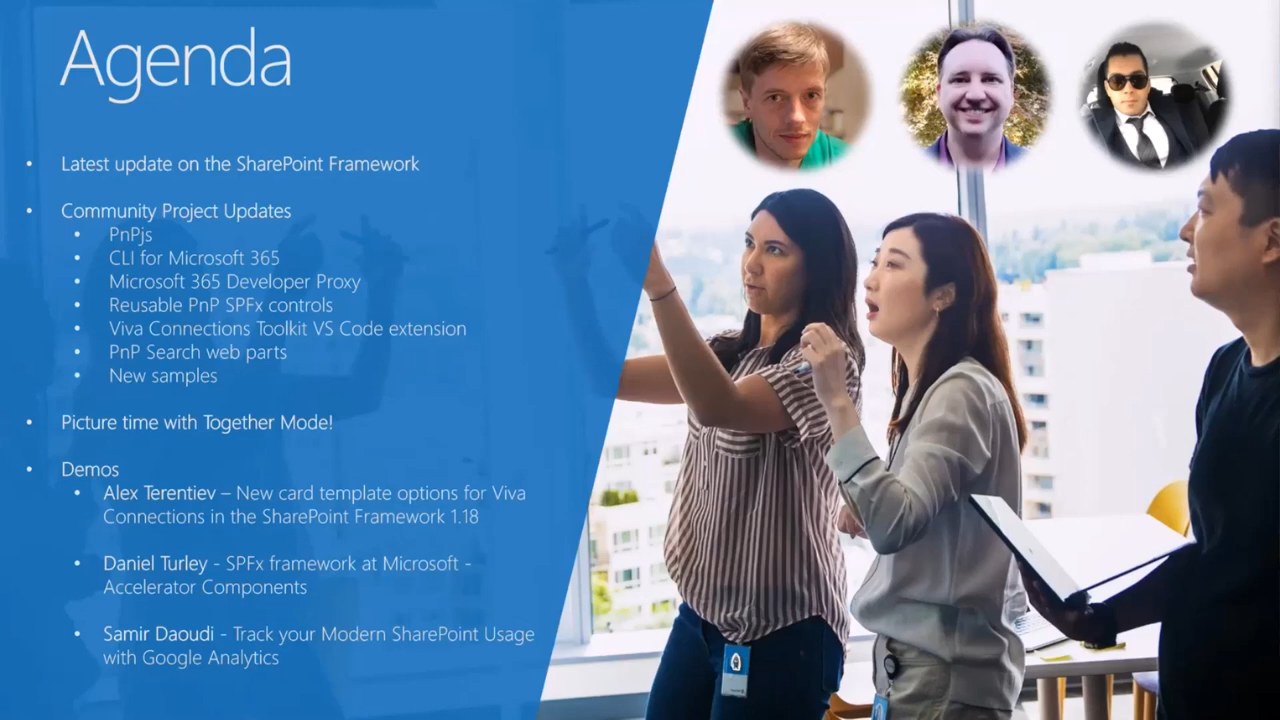 Agenda
• Latest update on the SharePoint Framework
• Community Project Updates
• PnPjs
• CLI for Microsoft 365
• Microsoft 365 Developer Proxy
• Reusable PnP SPFx controls
• Viva Connections Toolkit VS Code extension
• PnP Search web parts
• New samples
• Picture time with Together Mode!
• Demos
• Alex Terentiev – New card template options for Viva
Connections in the SharePoint Framework 1.18
• Daniel Turley - SPFx framework at Microsoft -
Accelerator Components
• Samir Daoudi - Track your Modern SharePoint Usage
with Google Analytics